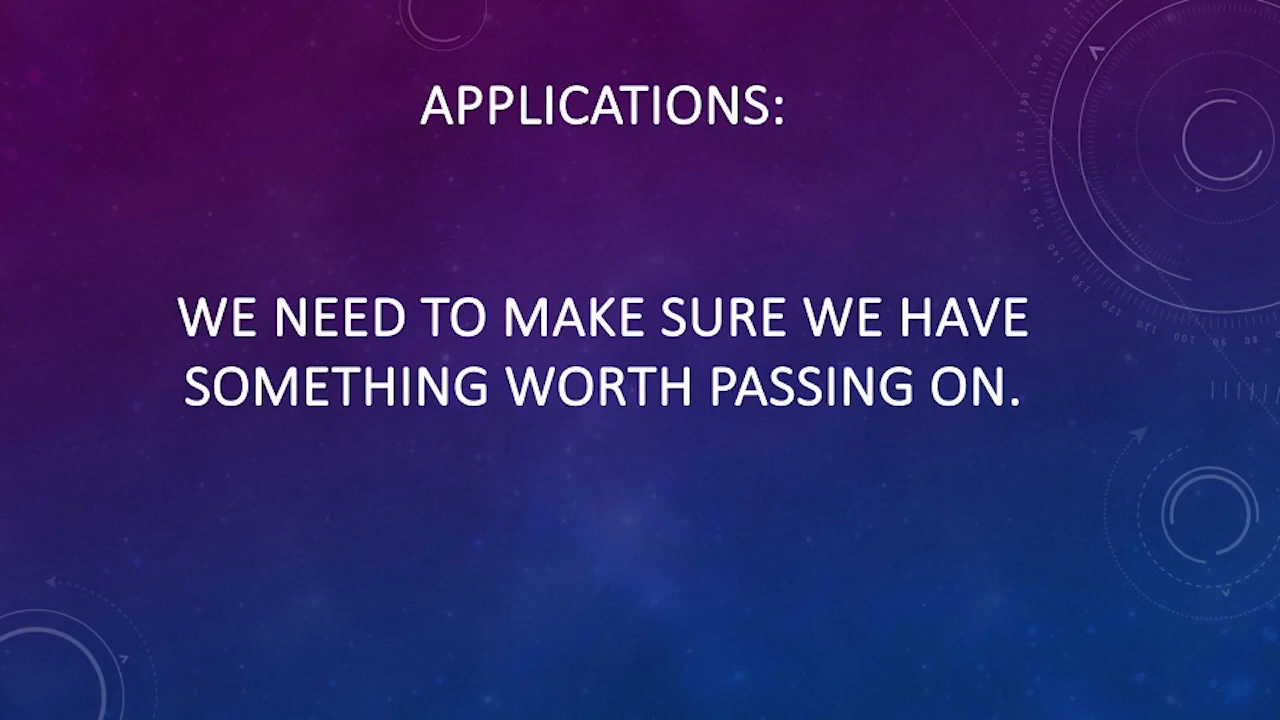 APPLICATIONS:
WE NEED TO MAKE SURE WE HAVE
SOMETHING WORTH PASSING ON.